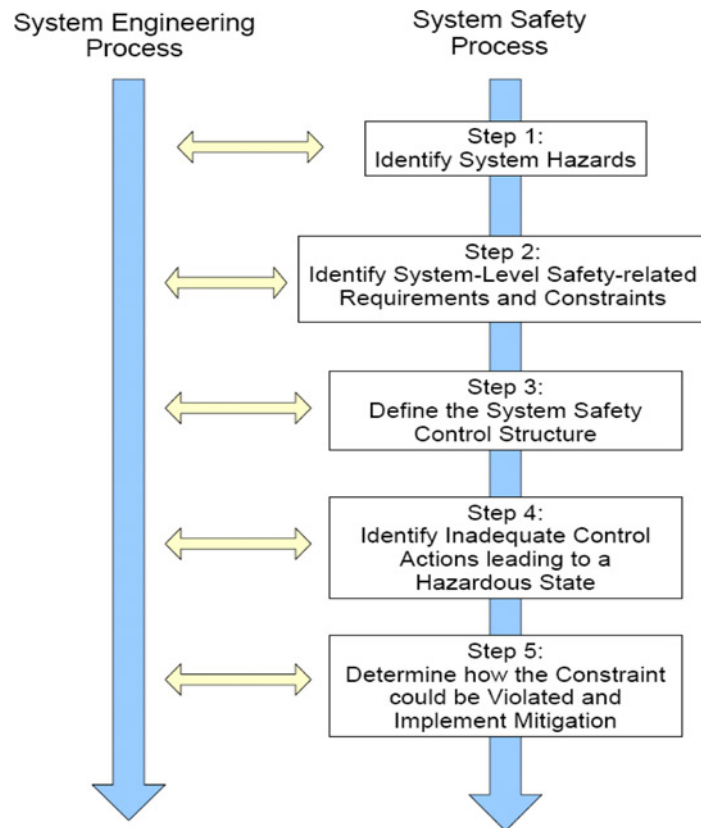 System Engineering
Process
System Safety
Process
Step 1:
Identify System Hazards
Step 2:
Identify System-Level Safety-related
Requirements and Constraints
Step 3:
Define the System Safety
Control Structure
Step 4:
Identify Inadequate Control
Actions leading to a
Hazardous State
Step 5:
Determine how the Constraint
could be Violated and
Implement Mitigation